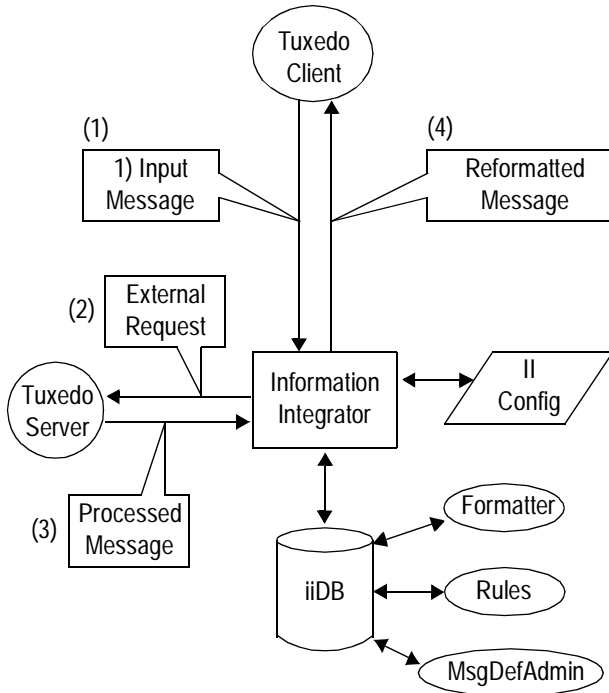 Tuxedo
Client
(1)
(4)
1) Input
Message
Reformatted
Message
(2)
External
Request
Tuxedo
Server
Information
Integrator
II
Config
(3)
Processed
Message
Formatter
iiDB
Rules
MsgDefAdmin